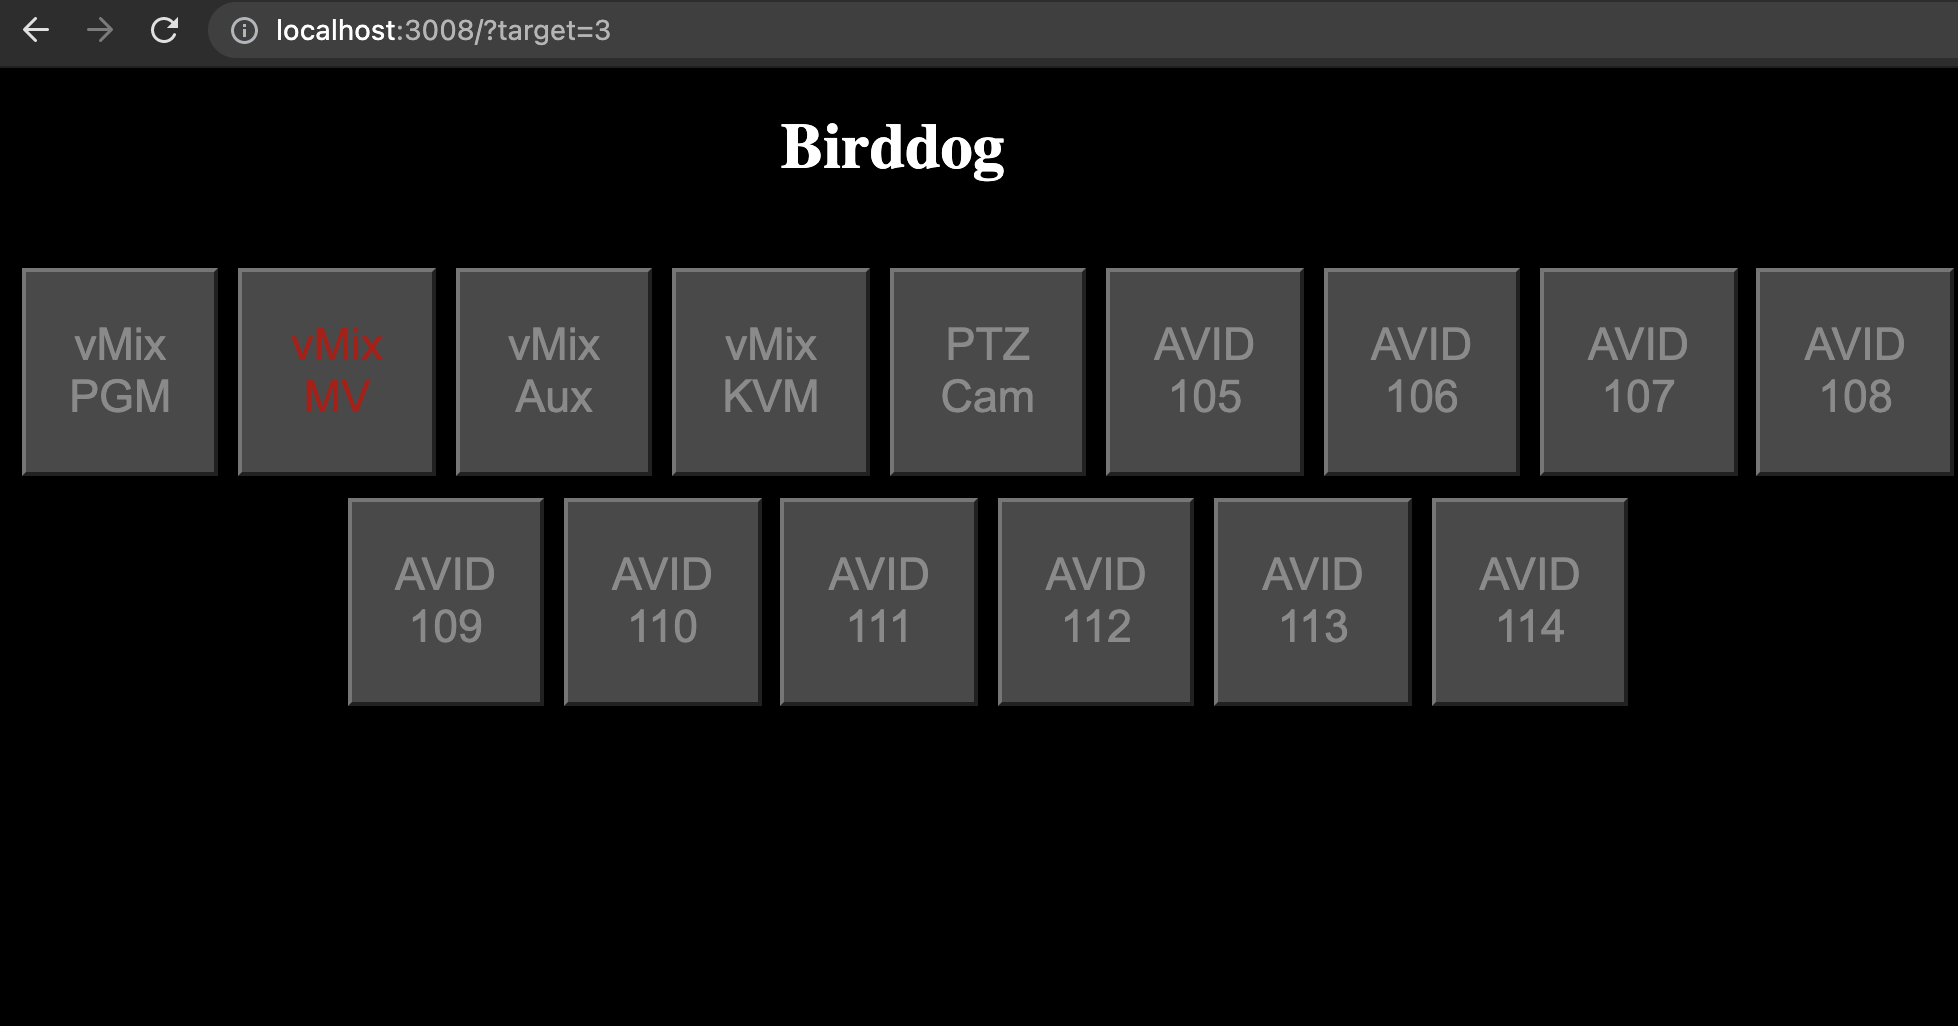 localhost:3008/?target=3
Birddog
vMix
PGM
vMix
MV
vMix
Aux
vMix
KVM
PTZ
Cam
AVID
105
AVID
106
AVID
107
AVID
108
AVID
109
AVID
110
AVID
111
AVID
112
AVID
113
AVID
114